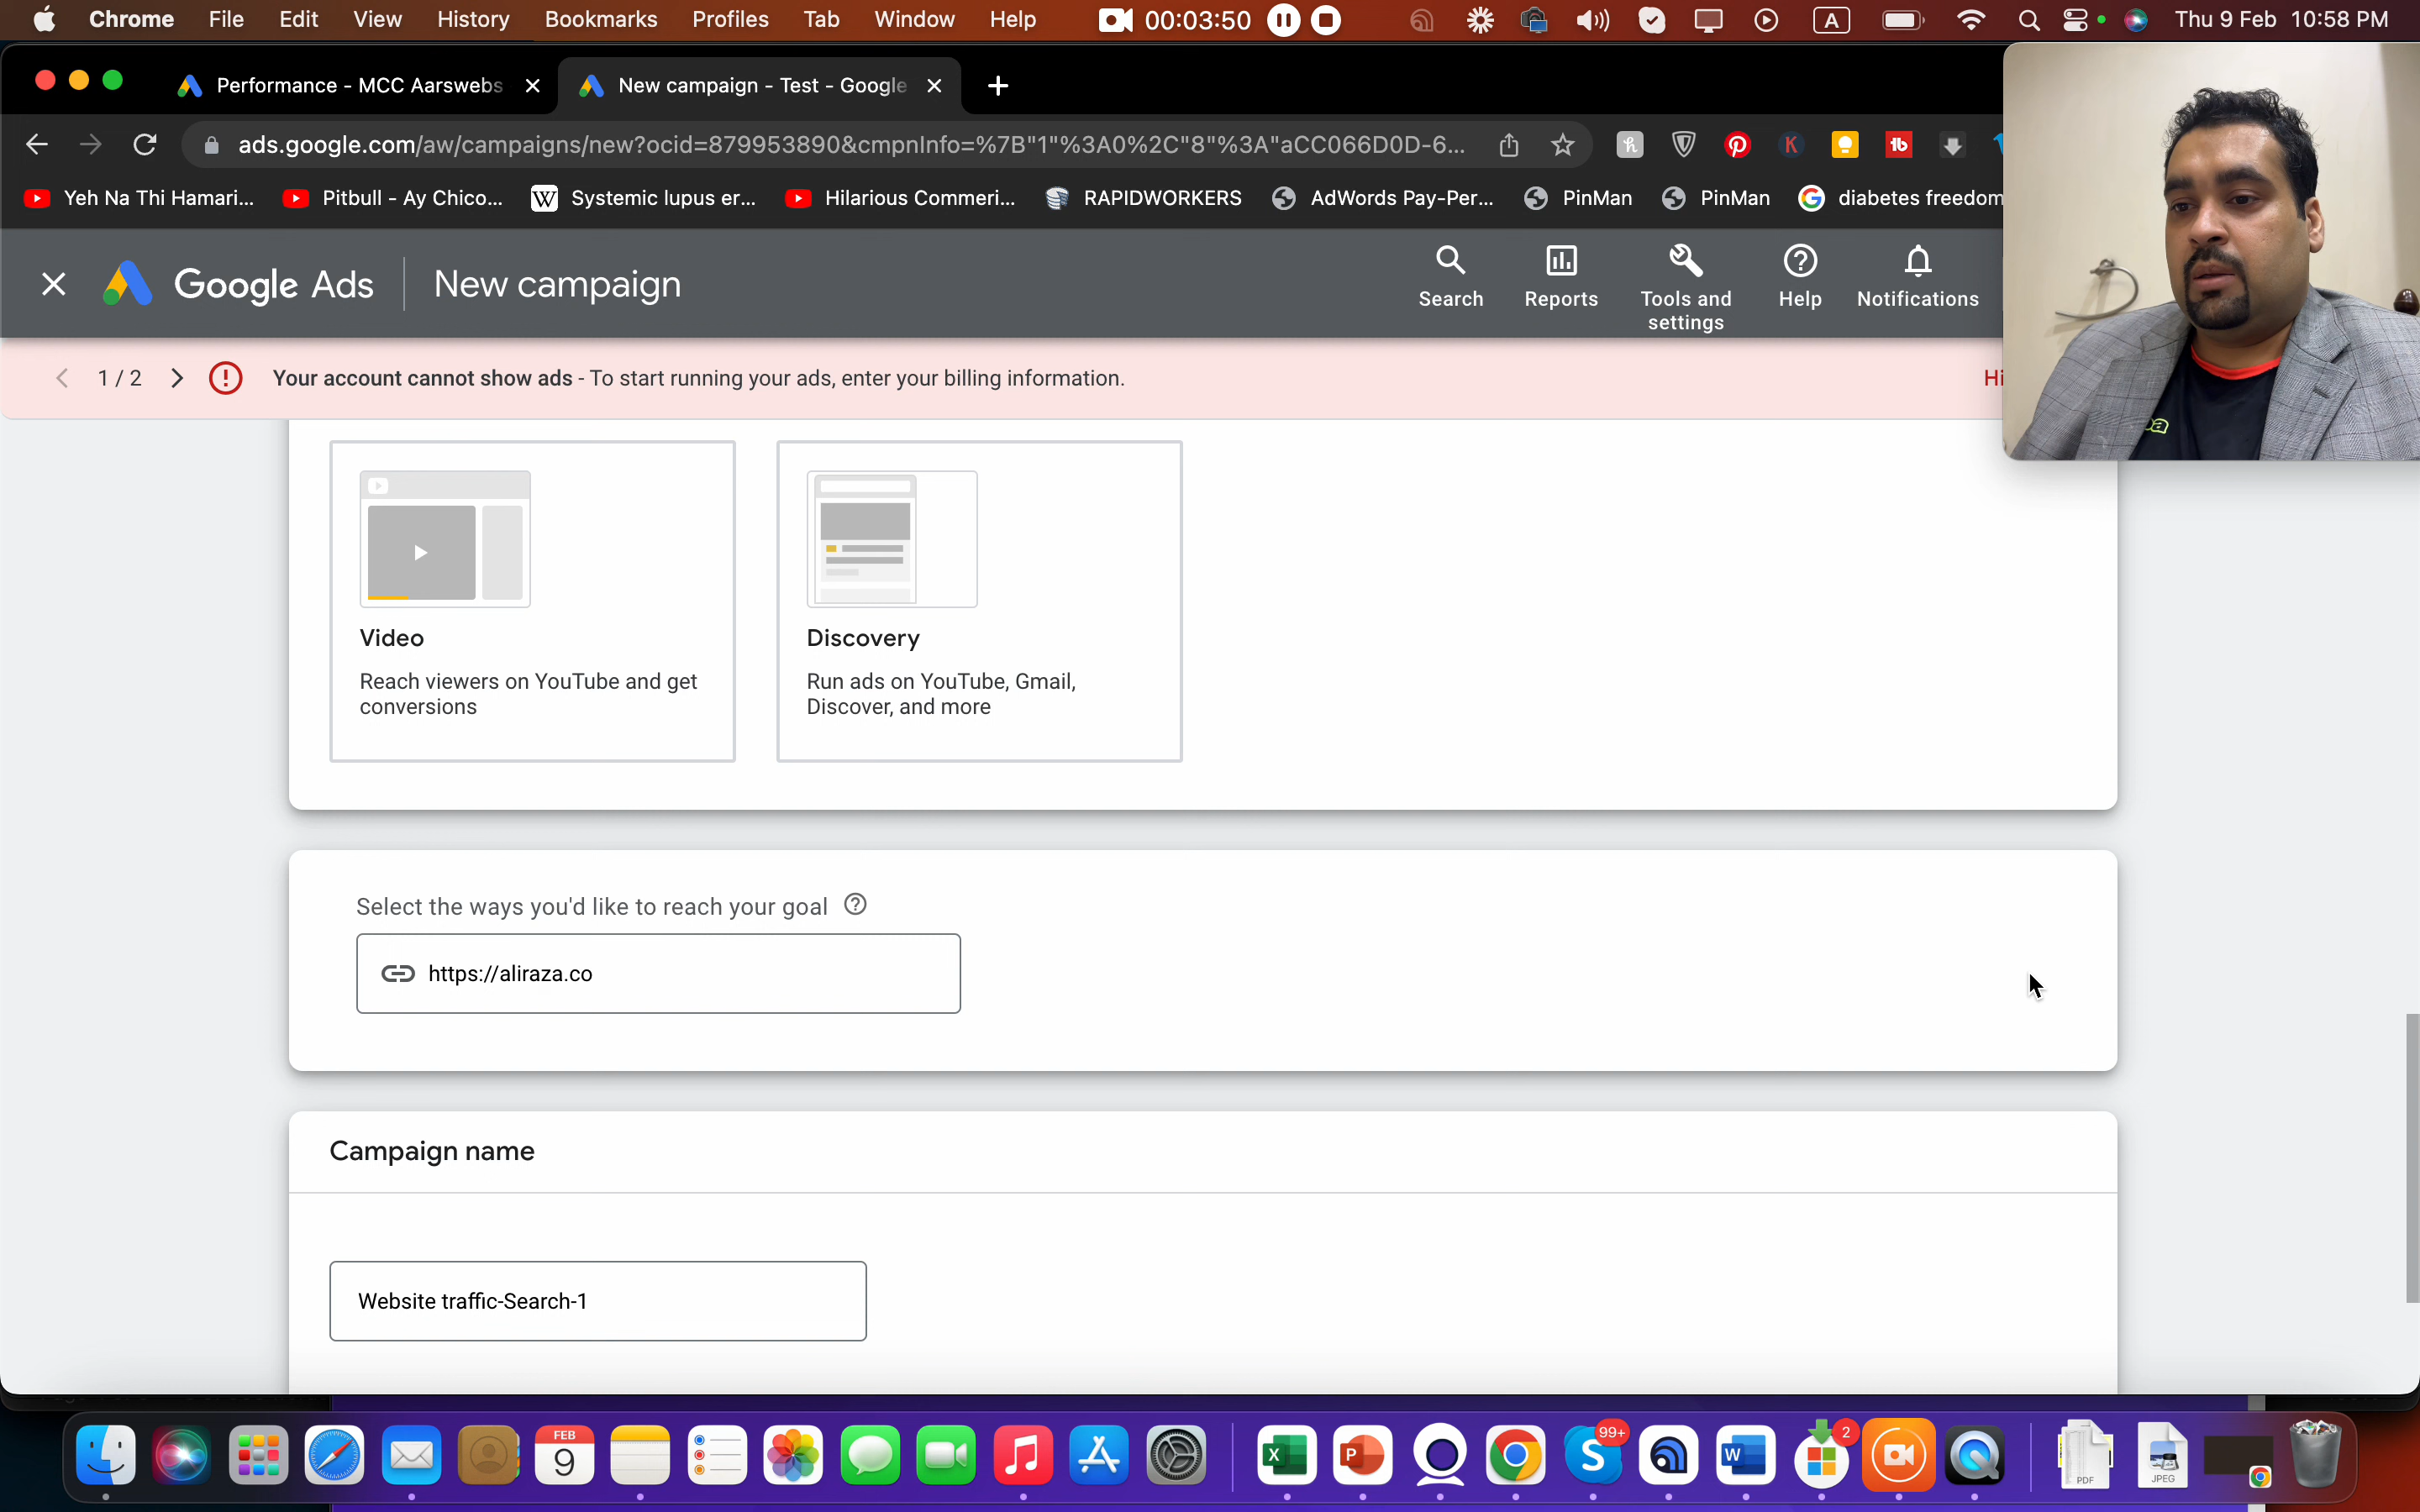 Chrome File Edit View History Bookmarks Profiles Tab Window Help 00:03:50 A Thu 9 Feb 10:58 PM
Performance - MCC Aarswebs New campaign - Test - Google
ads.google.com/aw/campaigns/new?ocid=879953890&cmpnInfo=%7B"1"%3A0%2C"8"%3A"aCC066D0D-6...
Yeh Na Thi Hamari... Pitbull - Ay Chico... W Systemic lupus er... Hilarious Commeri... RAPIDWORKERS AdWords Pay-Per... PinMan PinMan diabetes freedom
Google Ads New campaign
Search Reports Tools and settings Help Notifications
1 / 2 Your account cannot show ads - To start running your ads, enter your billing information. Hi
Video
Reach viewers on YouTube and get
conversions
Discovery
Run ads on YouTube, Gmail,
Discover, and more
Select the ways you'd like to reach your goal
https://aliraza.co
Campaign name
Website traffic-Search-1
FEB
9
X
P
S
99+
W
2
PDF
JPEG